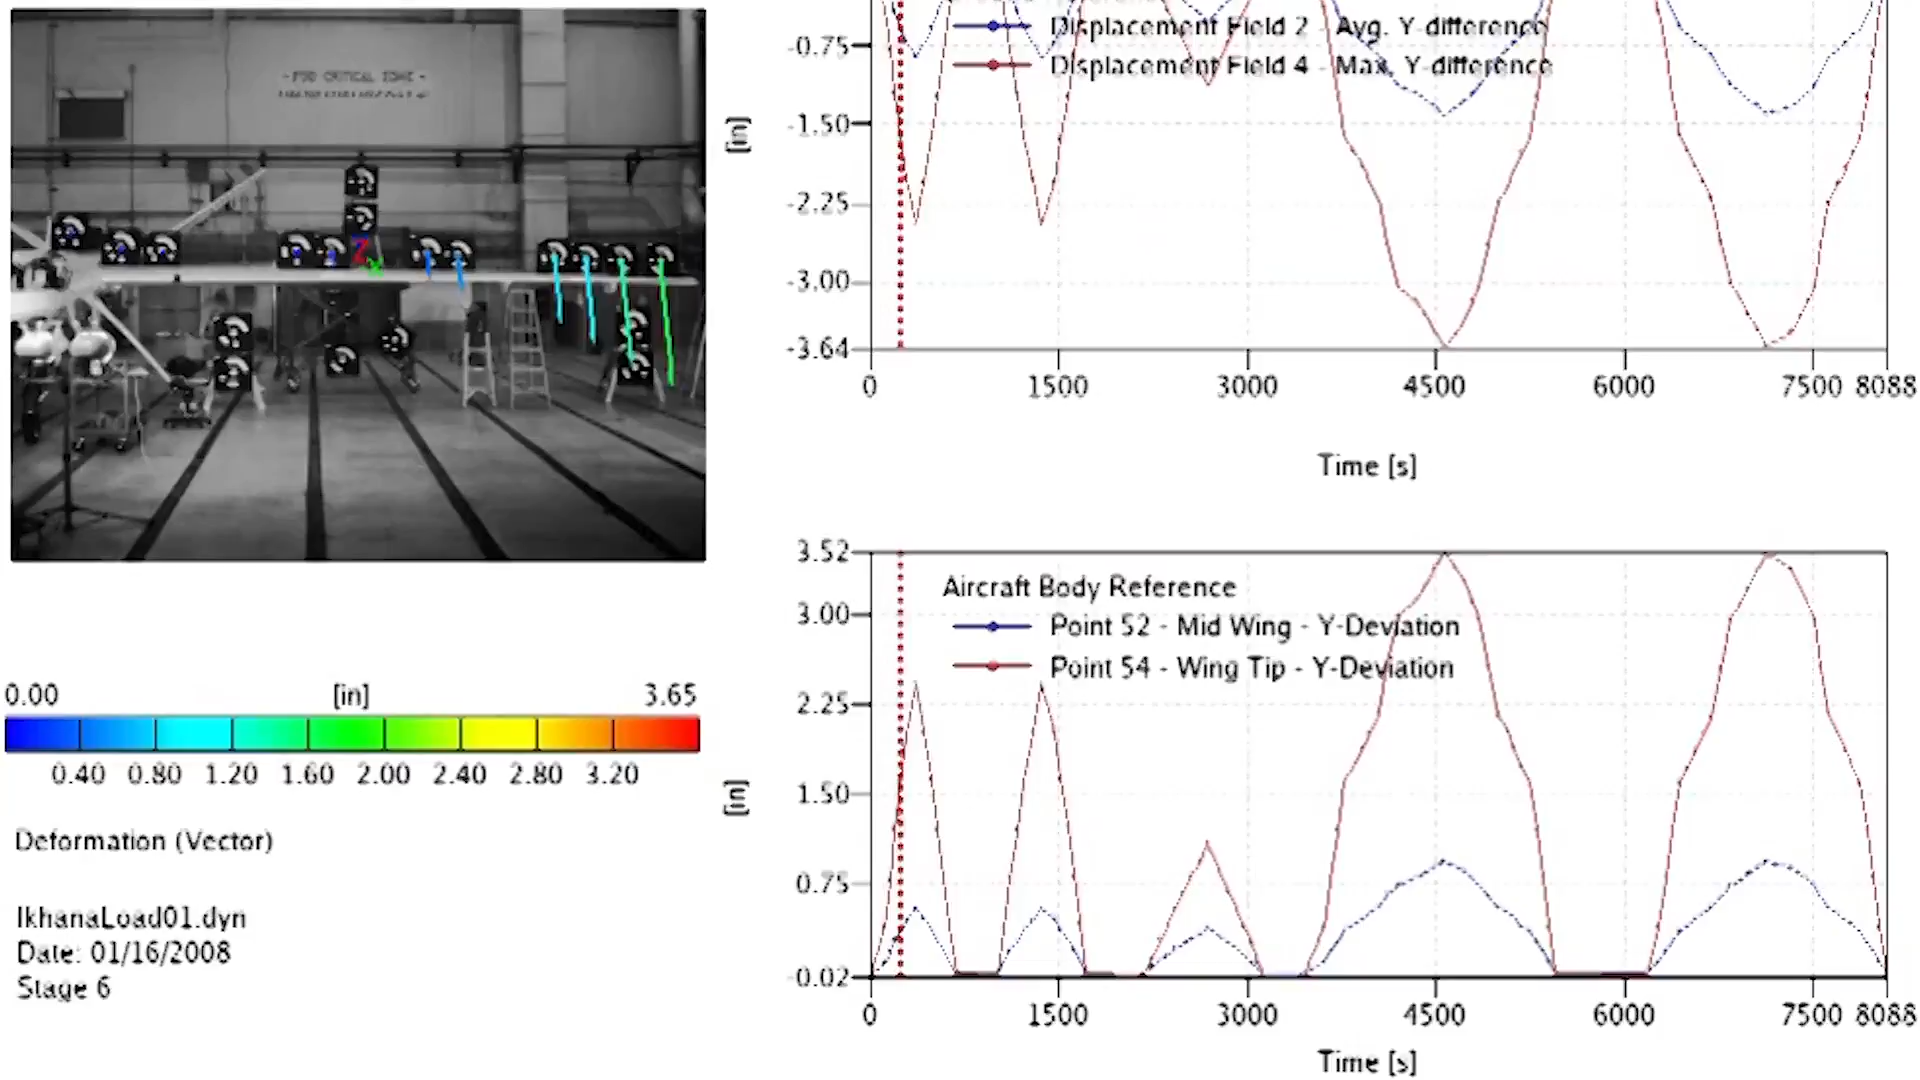 - FOD CRITICAL ZONE -
0.00 [in] 3.65
0.40 0.80 1.20 1.60 2.00 2.40 2.80 3.20
Deformation (Vector)
IkhanaLoad01.dyn
Date: 01/16/2008
Stage 6
Displacement Field 2 - Avg. Y-difference
Displacement Field 4 - Max. Y-difference
-0.75
-1.50
-2.25
-3.00
-3.64
[in]
0 1500 3000 4500 6000 7500 8088
Time [s]
3.52
3.00
2.25
1.50
0.75
-0.02
[in]
Aircraft Body Reference
Point 52 - Mid Wing - Y-Deviation
Point 54 - Wing Tip - Y-Deviation
0 1500 3000 4500 6000 7500 8088
Time [s]